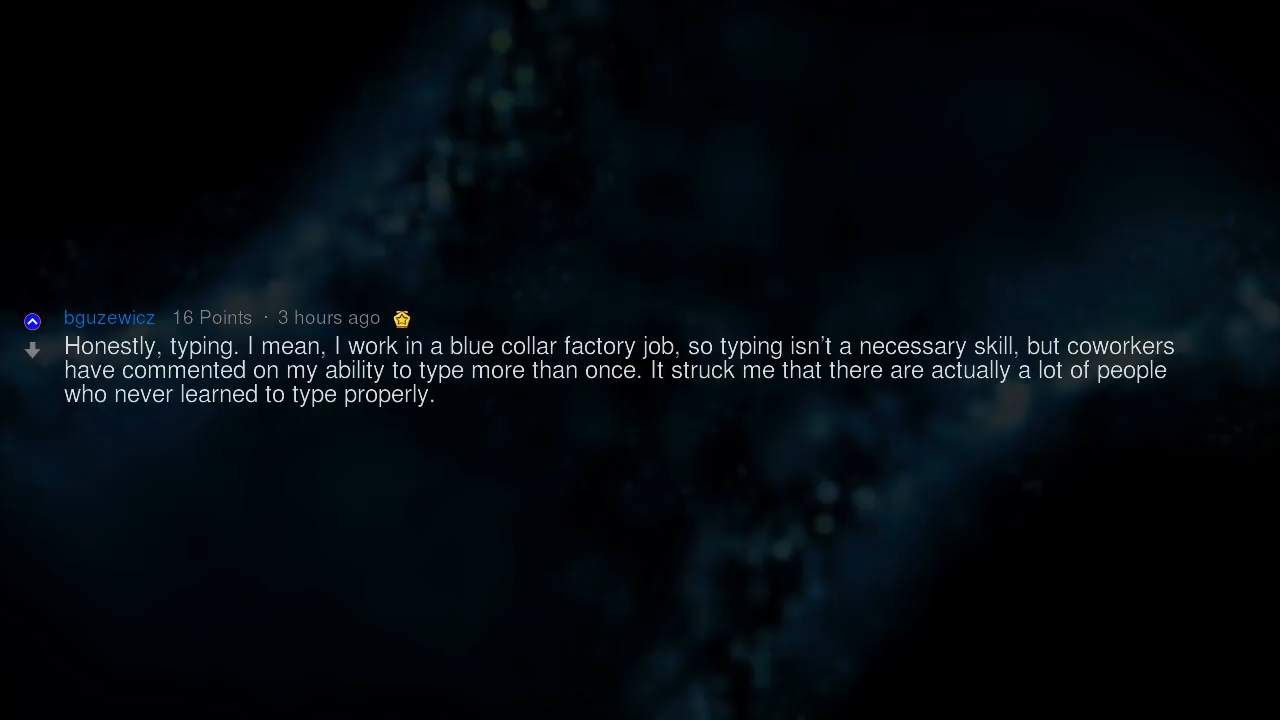 bguzewicz 16 Points · 3 hours ago
Honestly, typing. I mean, I work in a blue collar factory job, so typing isn't a necessary skill, but coworkers
have commented on my ability to type more than once. It struck me that there are actually a lot of people
who never learned to type properly.